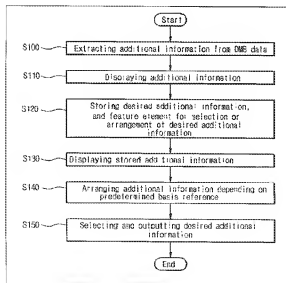 Start
S100
Extracting additional information from DMB data
S110
Displaying additional information
S120
Storing desired additional information,
and feature element for selection or
arrangement of desired additional
information
S130
Displaying stored additional information
S140
Arranging additional information depending on
predetermined basis reference
S150
Selecting and outputting desired additional
information
End